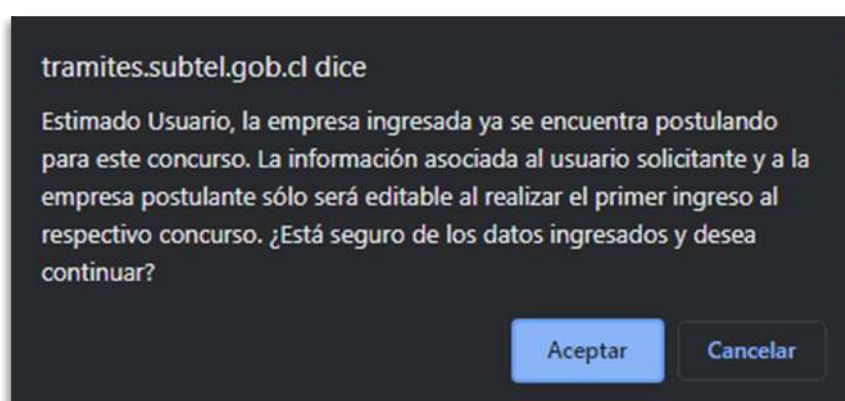 tramites.subtel.gob.cl dice
Estimado Usuario, la empresa ingresada ya se encuentra postulando
para este concurso. La información asociada al usuario solicitante y a la
empresa postulante sólo será editable al realizar el primer ingreso al
respectivo concurso. ¿Está seguro de los datos ingresados y desea
continuar?
Aceptar
Cancelar